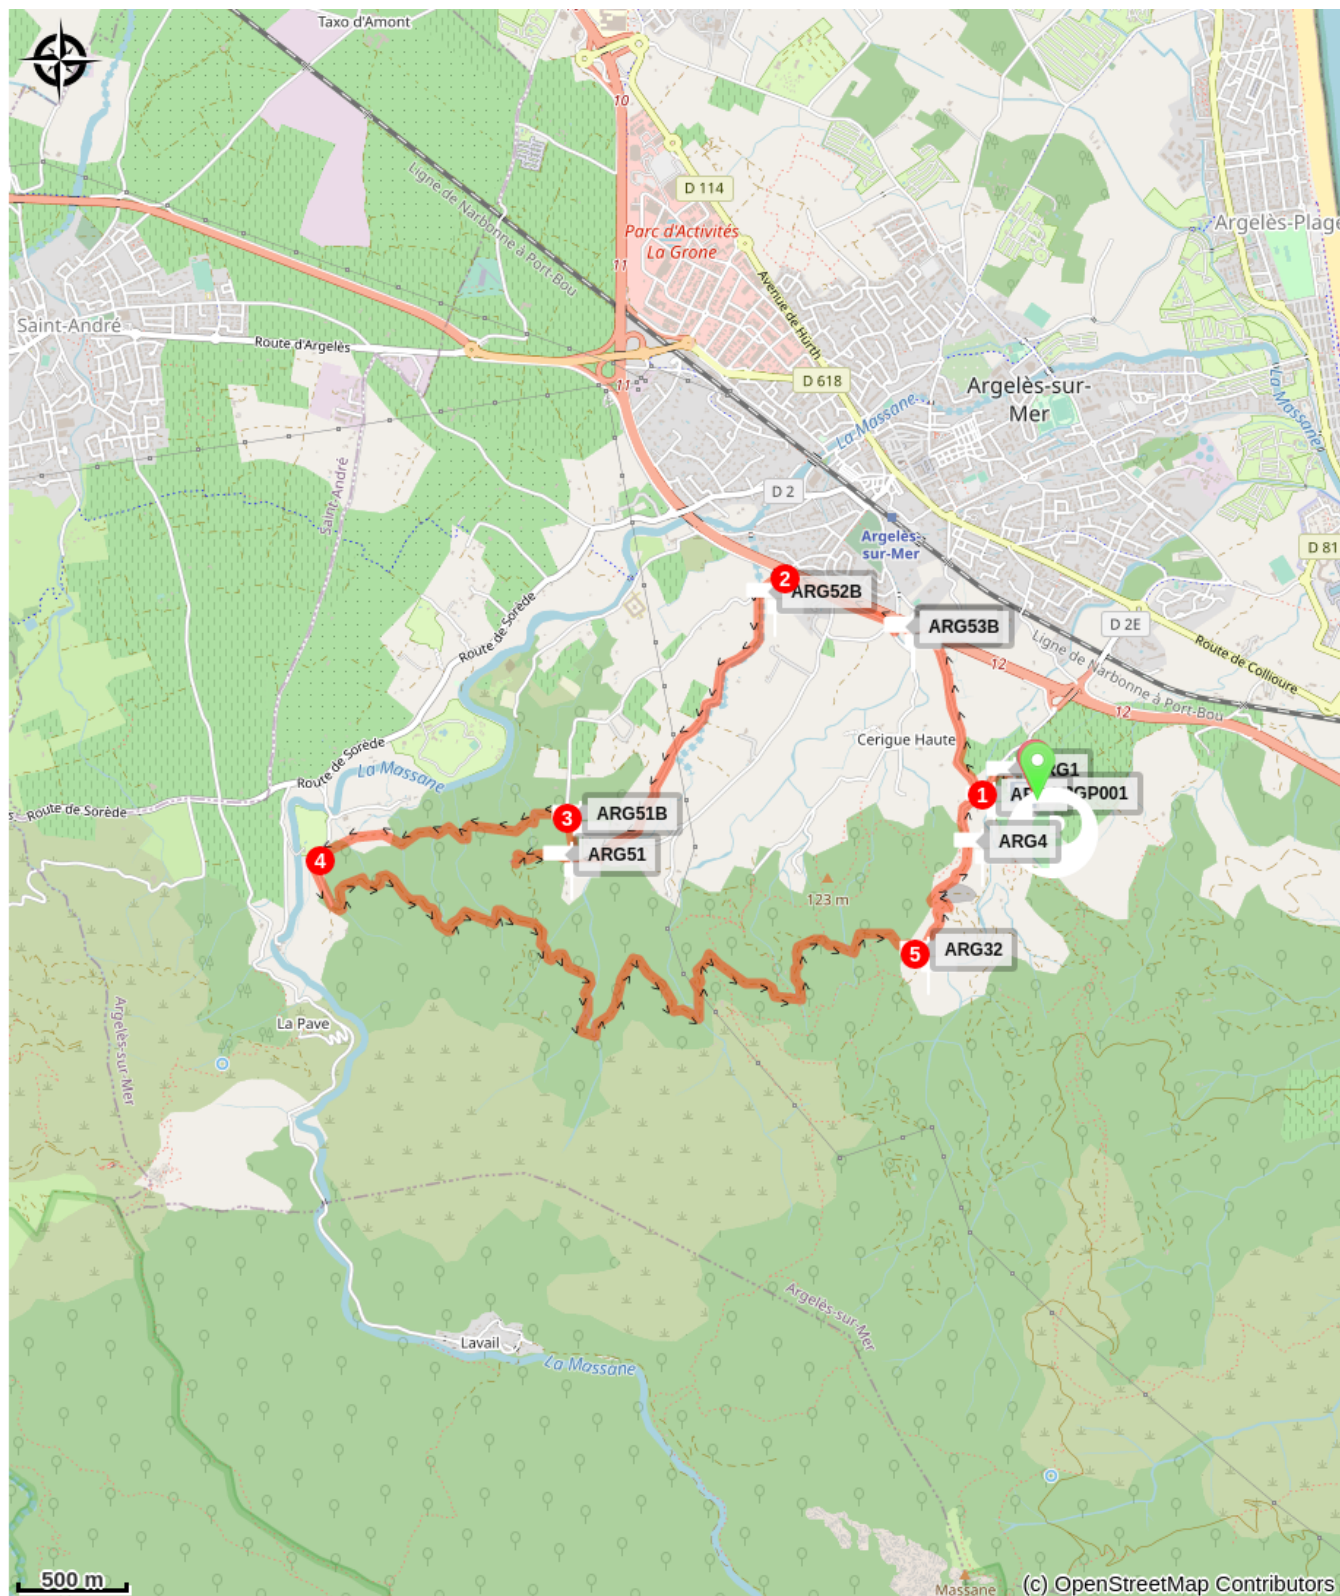 Taxo d'Amont
10
Ligne de Narbonne à Port-Bou
D 114
Parc d'Activités
La Grone
11
Argelès-Plage
Avenue de Hürth
Saint-André
Route d'Argelès
11
D 618
Argelès-sur-
Mer
La Massane
La Massane
Saint-André
D 2
Argelès-
sur-Mer
D 81
2
ARG52B
Route de Sorède
ARG53B
D 2E
12
Ligne de Narbonne à Port-Bou
Route de Collioure
12
Cerigue Haute
Route de Sorède
La Massane
ARG1
1
GP001
Route de Sorède
3
ARG51B
ARG4
4
ARG51
123 m
5
ARG32
Argelès-sur-Mer
La Pave
Argelès-sur-Mer
Lavail
La Massane
500 m
Massane
(c) OpenStreetMap Contributors